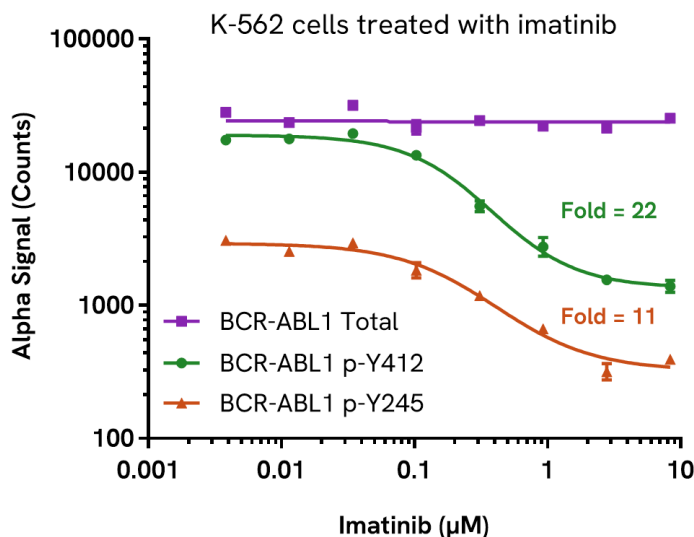 K-562 cells treated with imatinib
100000
10000
1000
100
Alpha Signal (Counts)
Fold = 22
Fold = 11
BCR-ABL1 Total
BCR-ABL1 p-Y412
BCR-ABL1 p-Y245
0.001 0.01 0.1 1 10
Imatinib (μM)